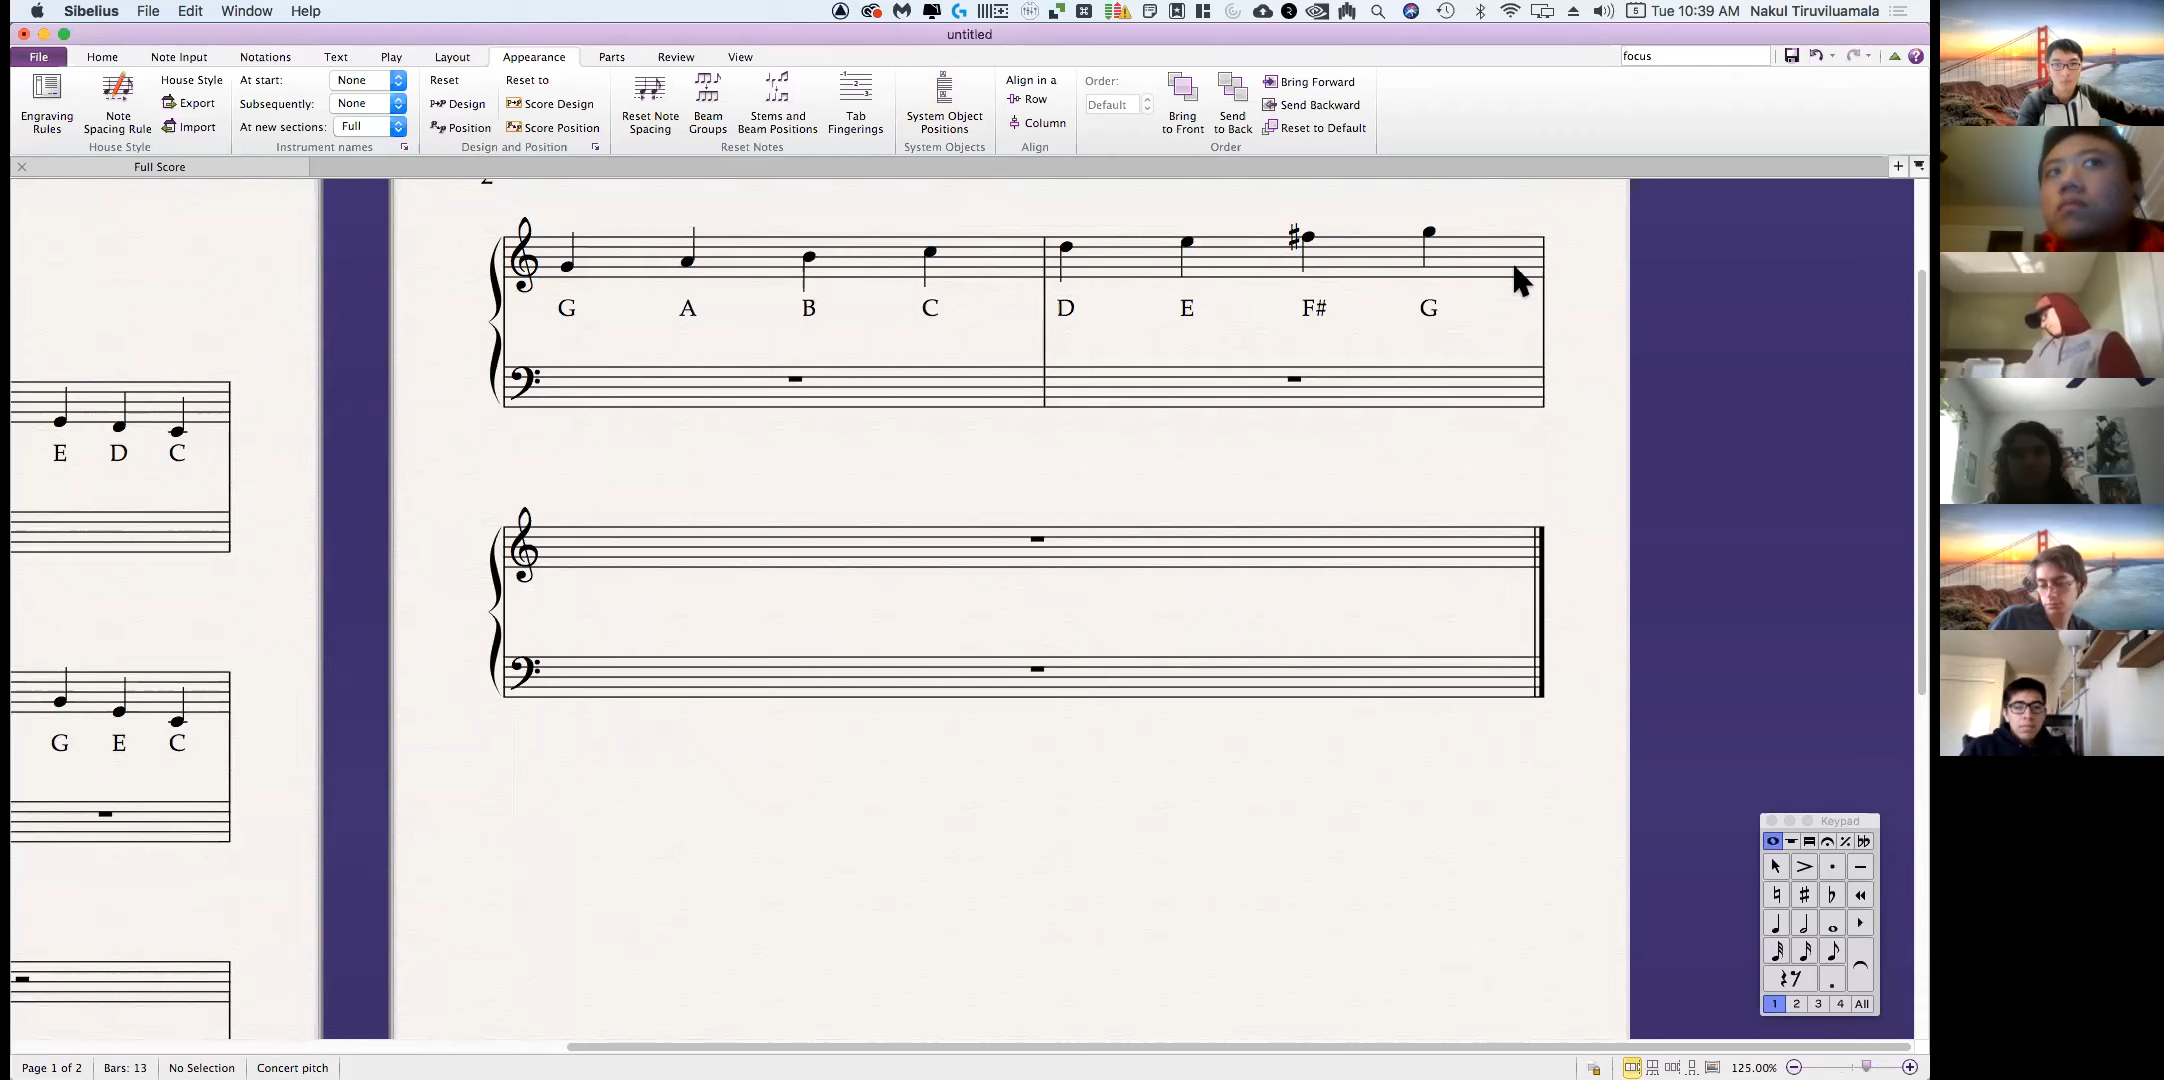 Sibelius File Edit Window Help Tue 10:39 AM Nakul Tiruviluamala
untitled
File Home Note Input Notations Text Play Layout Appearance Parts Review View focus
Engraving Rules
Note Spacing Rule
House Style
Export
Import
House Style
At start: None
Subsequently: None
At new sections: Full
Instrument names
Reset
Design
Position
Reset to
Score Design
Score Position
Design and Position
Reset Note Spacing
Beam Groups
Stems and Beam Positions
Tab Fingerings
Reset Notes
System Object Positions
System Objects
Align in a
Row
Column
Align
Order:
Default
Bring to Front
Send to Back
Bring Forward
Send Backward
Reset to Default
Order
Full Score
G A B C D E F# G
E D C
G E C
Keypad
1 2 3 4 All
Page 1 of 2 Bars: 13 No Selection Concert pitch 125.00%